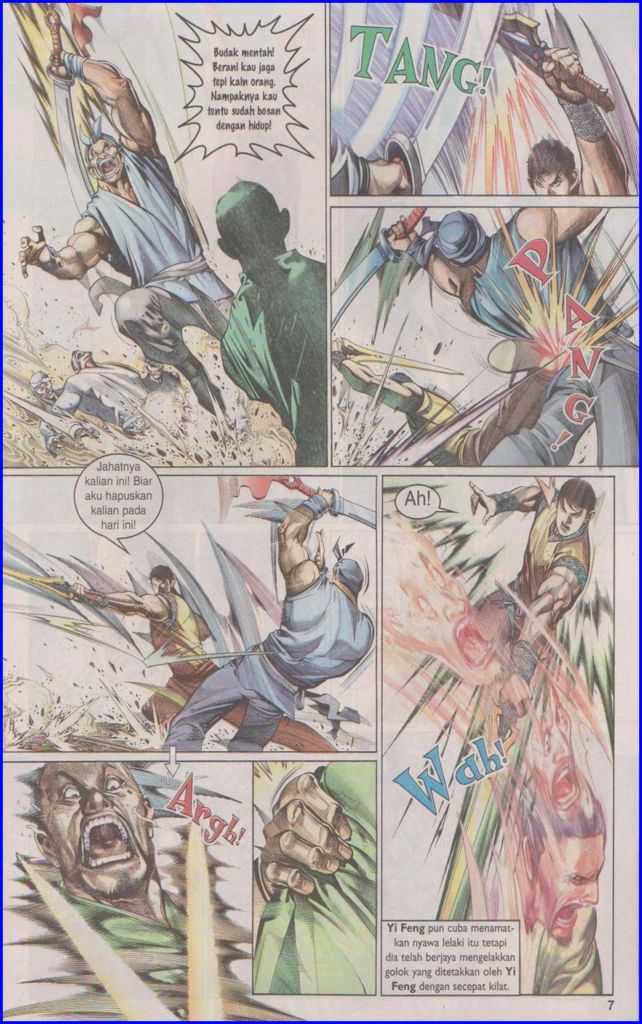 Budak mentah!
Berani kau jaga
tepi kain orang.
Nampaknya kau
tentu sudah bosan
dengan hidup!
TANG!
PANG!
Jahatnya
kalian ini! Biar
aku hapuskan
kalian pada
hari ini!
Ah!
Wah!
Argh!
Yi Feng pun cuba menamat-
kan nyawa lelaki itu tetapi
dia telah berjaya mengelakkan
golok yang ditetakkan oleh Yi
Feng dengan secepat kilat.
7